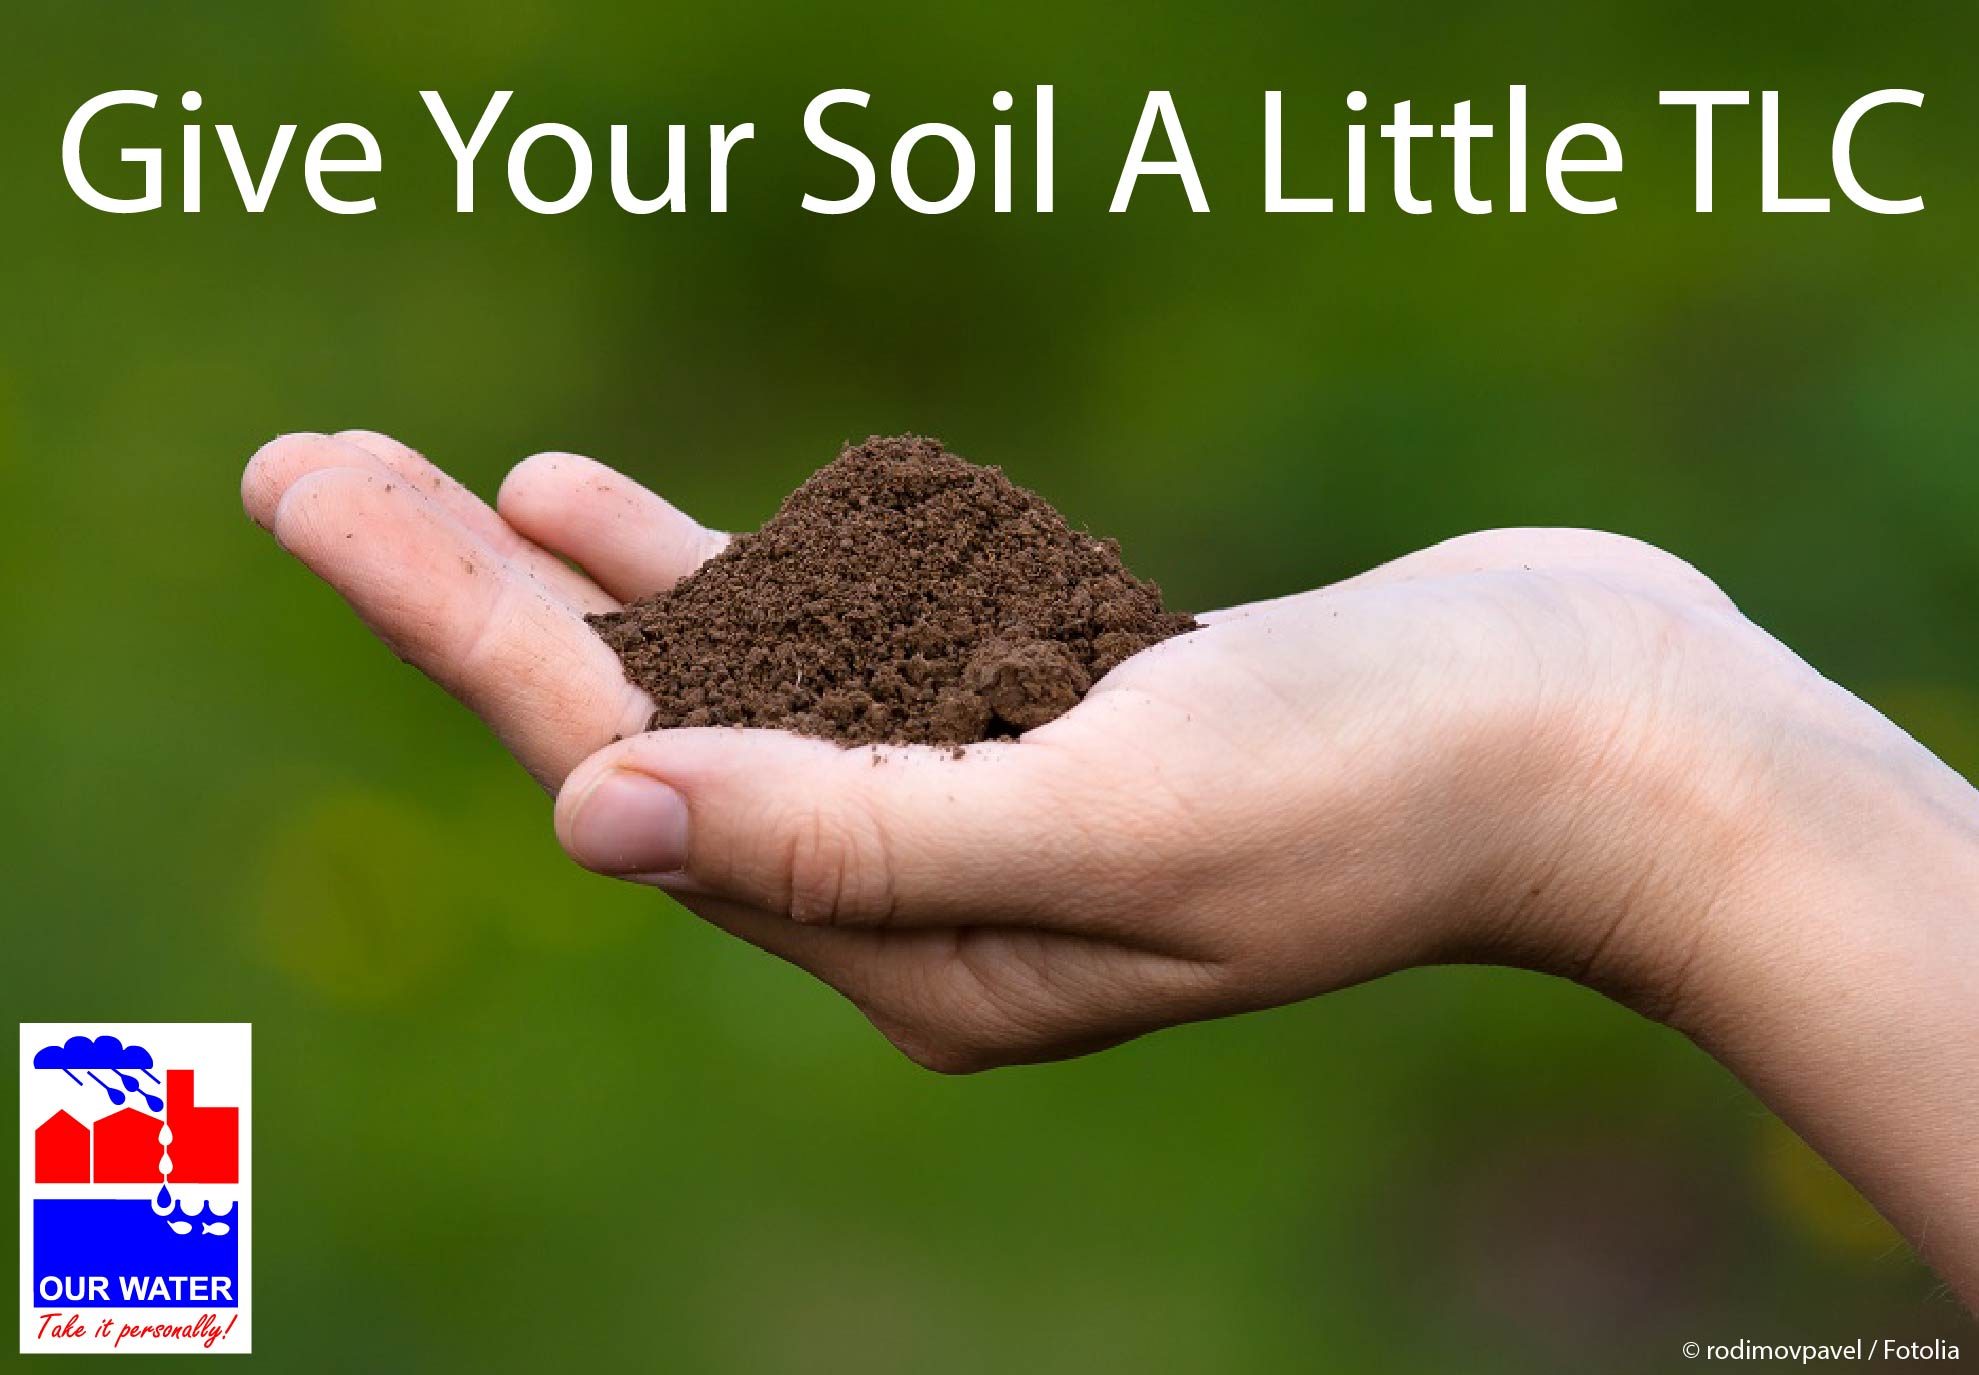 Give Your Soil A Little TLC
OUR WATER
Take it personally!
© rodimovpavel / Fotolia